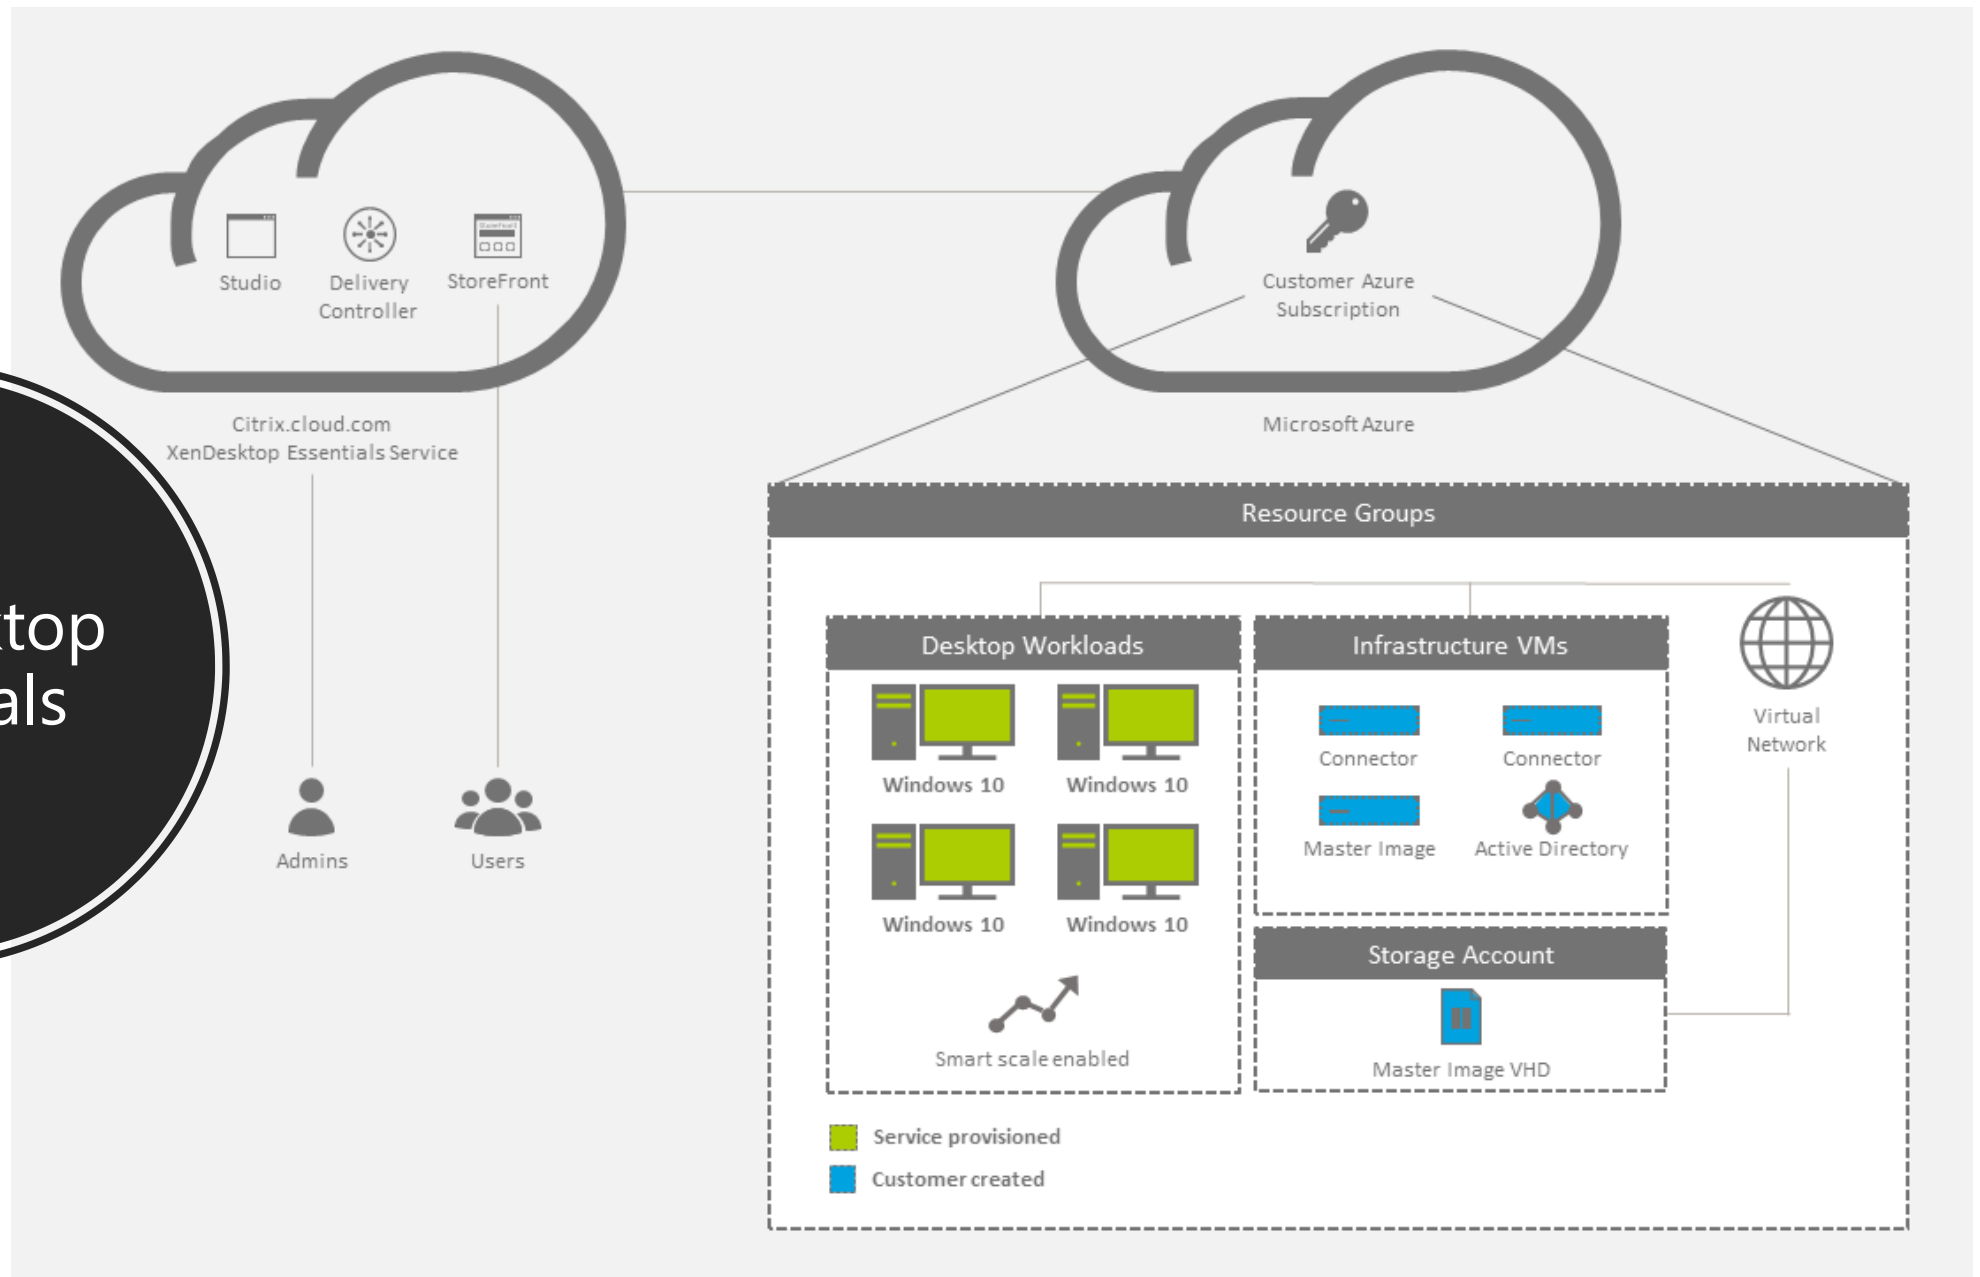 Studio
Delivery
Controller
StoreFront
Citrix.cloud.com
XenDesktop Essentials Service
Admins
Users
Customer Azure
Subscription
Microsoft Azure
Resource Groups
Desktop Workloads
Windows 10
Windows 10
Windows 10
Windows 10
Smart scale enabled
Infrastructure VMs
Connector
Connector
Master Image
Active Directory
Storage Account
Master Image VHD
Virtual
Network
Service provisioned
Customer created